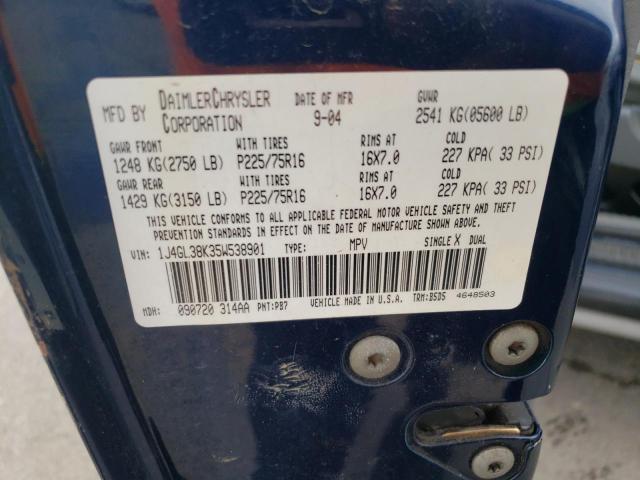 MFD BY DAIMLERCHRYSLER CORPORATION DATE OF MFR 9-04 GVWR 2541 KG(05600 LB)
GAWR FRONT WITH TIRES RIMS AT COLD
1248 KG(2750 LB) P225/75R16 16X7.0 227 KPA( 33 PSI)
GAWR REAR WITH TIRES RIMS AT COLD
1429 KG(3150 LB) P225/75R16 16X7.0 227 KPA( 33 PSI)
THIS VEHICLE CONFORMS TO ALL APPLICABLE FEDERAL MOTOR VEHICLE SAFETY AND THEFT
PREVENTION STANDARDS IN EFFECT ON THE DATE OF MANUFACTURE SHOWN ABOVE.
VIN: 1J4GL38K35W538901 TYPE: MPV SINGLE X DUAL
MDH: 090720 314AA PNT:PB7 VEHICLE MADE IN U.S.A. TRM:B5D5 4648503